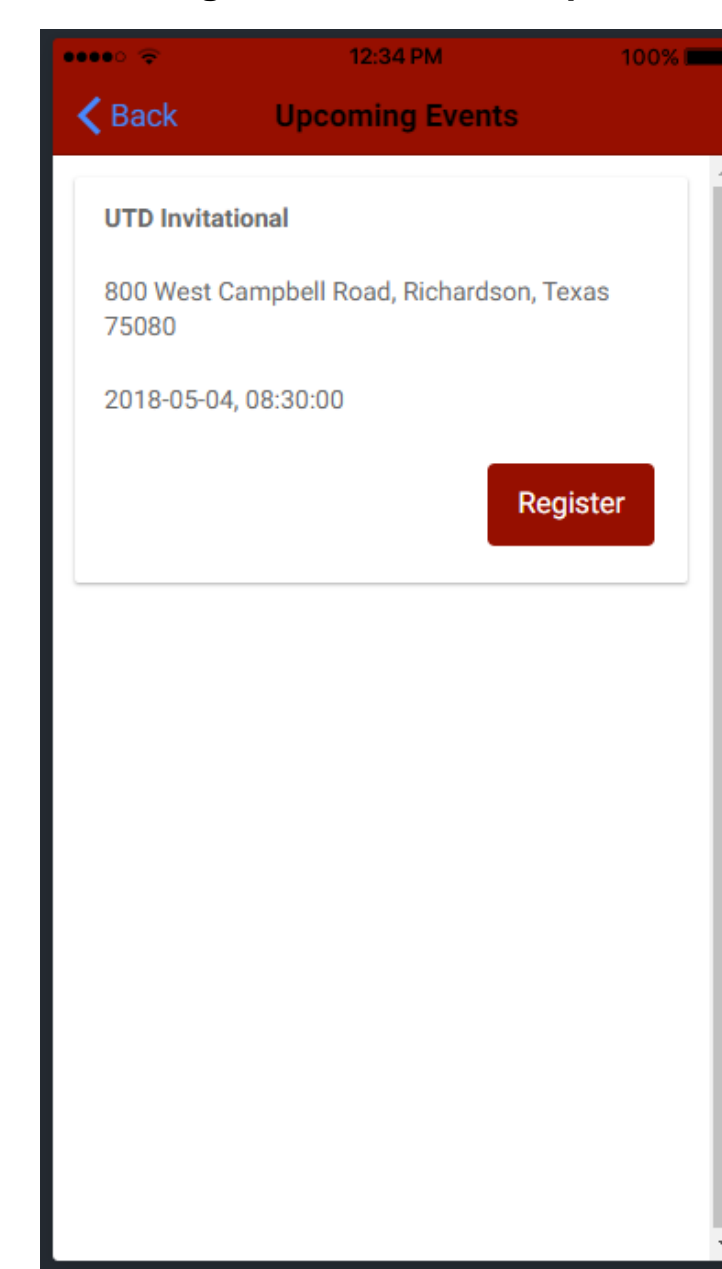 12:34 PM 100%
Back Upcoming Events
UTD Invitational
800 West Campbell Road, Richardson, Texas
75080
2018-05-04, 08:30:00
Register